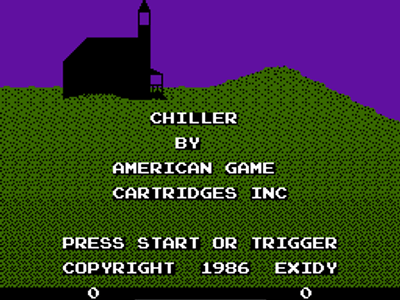 CHILLER
BY
AMERICAN GAME
CARTRIDGES INC
PRESS START OR TRIGGER
COPYRIGHT 1986 EXIDY
0 0